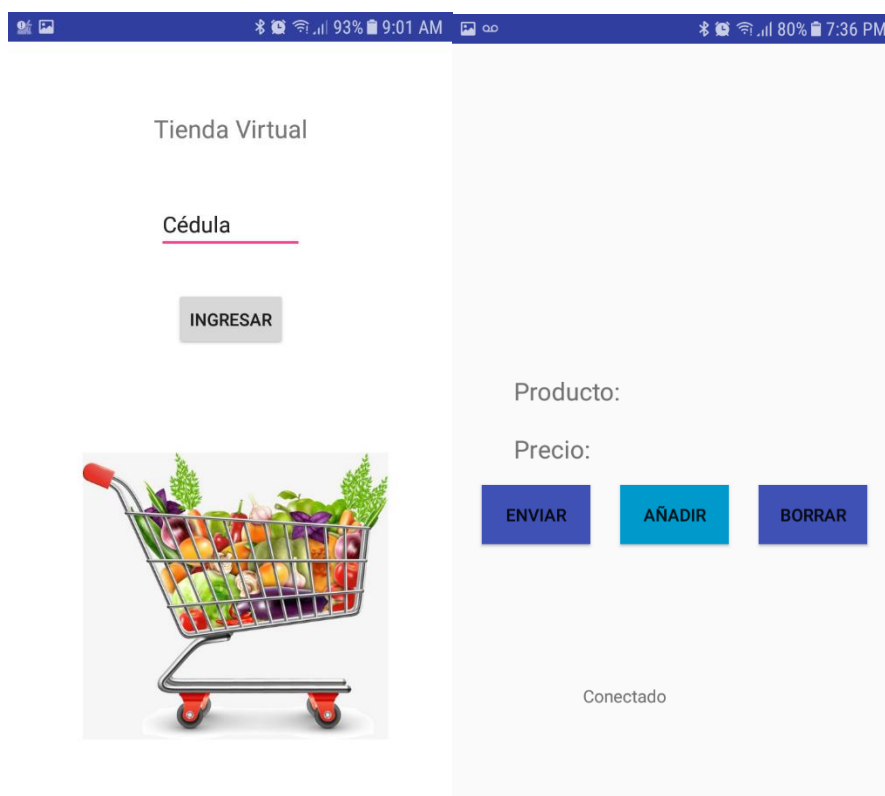 93% 9:01 AM
Tienda Virtual
Cédula
INGRESAR
80% 7:36 PM
Producto:
Precio:
ENVIAR AÑADIR BORRAR
Conectado